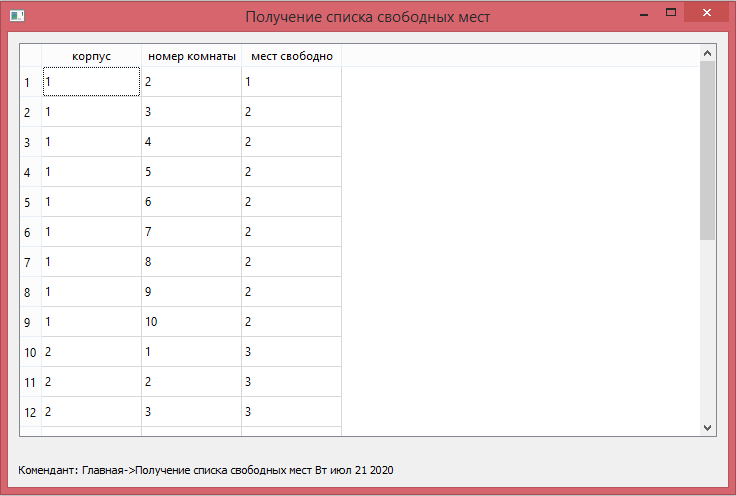 Получение списка свободных мест
корпус номер комнаты мест свободно
1 1 2 1
2 1 3 2
3 1 4 2
4 1 5 2
5 1 6 2
6 1 7 2
7 1 8 2
8 1 9 2
9 1 10 2
10 2 1 3
11 2 2 3
12 2 3 3
Комендант: Главная->Получение списка свободных мест Вт июл 21 2020